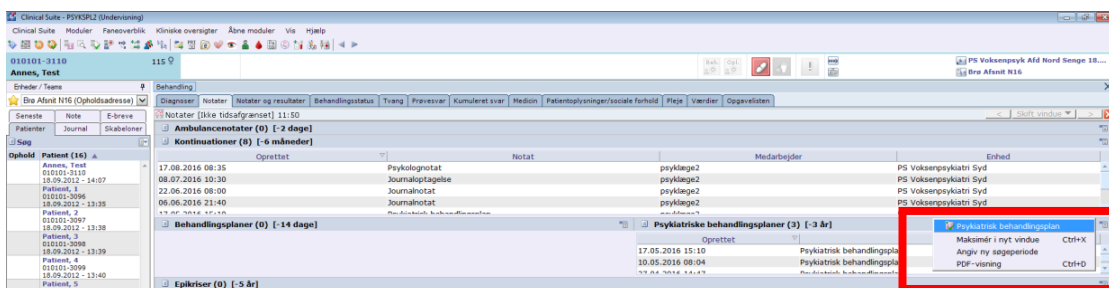 Clinical Suite - PSYKSPL2 (Undervisning)
Clinical Suite Moduler Faneoverblik Kliniske oversigter Åbne moduler Vis Hjælp
010101-3110 115 ♀ Beh. Opl. PS Voksenpsyk Afd Nord Senge 18....
Annes, Test Brø Afsnit N16
Enheder / Teams Behandling
Brø Afsnit N16 (Opholdsadresse) Diagnoser Notater Notater og resultater Behandlingsstatus Tvang Prøvesvar Kumuleret svar Medicin Patientoplysninger/sociale forhold Pleje Værdier Opgavelisten
Seneste Note E-breve Notater [Ikke tidsafgrænset] 11:50 < Skift vindue >
Patienter Journal Skabeloner Ambulancenotater (0) [-2 dage]
Søg Kontinuationer (8) [-6 måneder]
Ophold Patient (16) Oprettet Notat Medarbejder Enhed
Annes, Test
010101-3110
18.09.2012 - 14:07
17.08.2016 08:35 Psykolognotat psyklæge2 PS Voksenpsykiatri Syd
08.07.2016 10:30 Journaloptagelse psyklæge2 PS Voksenpsykiatri Syd
Patient, 1
010101-3096
18.09.2012 - 13:35
22.06.2016 08:00 Journalnotat psyklæge2 PS Voksenpsykiatri Syd
06.06.2016 21:40 Journalnotat psyklæge2 PS Voksenpsykiatri Syd
Patient, 2
010101-3097
18.09.2012 - 13:38
Behandlingsplaner (0) [-14 dage] Psykiatriske behandlingsplaner (3) [-3 år]
Psykiatrisk behandlingsplan
Patient, 3
010101-3098
18.09.2012 - 13:39
Oprettet
Maksimér i nyt vindue Ctrl+X
17.05.2016 15:10 Psykiatrisk behandlingspla
Angiv ny søgeperiode
Patient, 4
010101-3099
18.09.2012 - 13:40
10.05.2016 08:04 Psykiatrisk behandlingspla
PDF-visning Ctrl+D
Patient, 5 Epikriser (0) [-5 år]